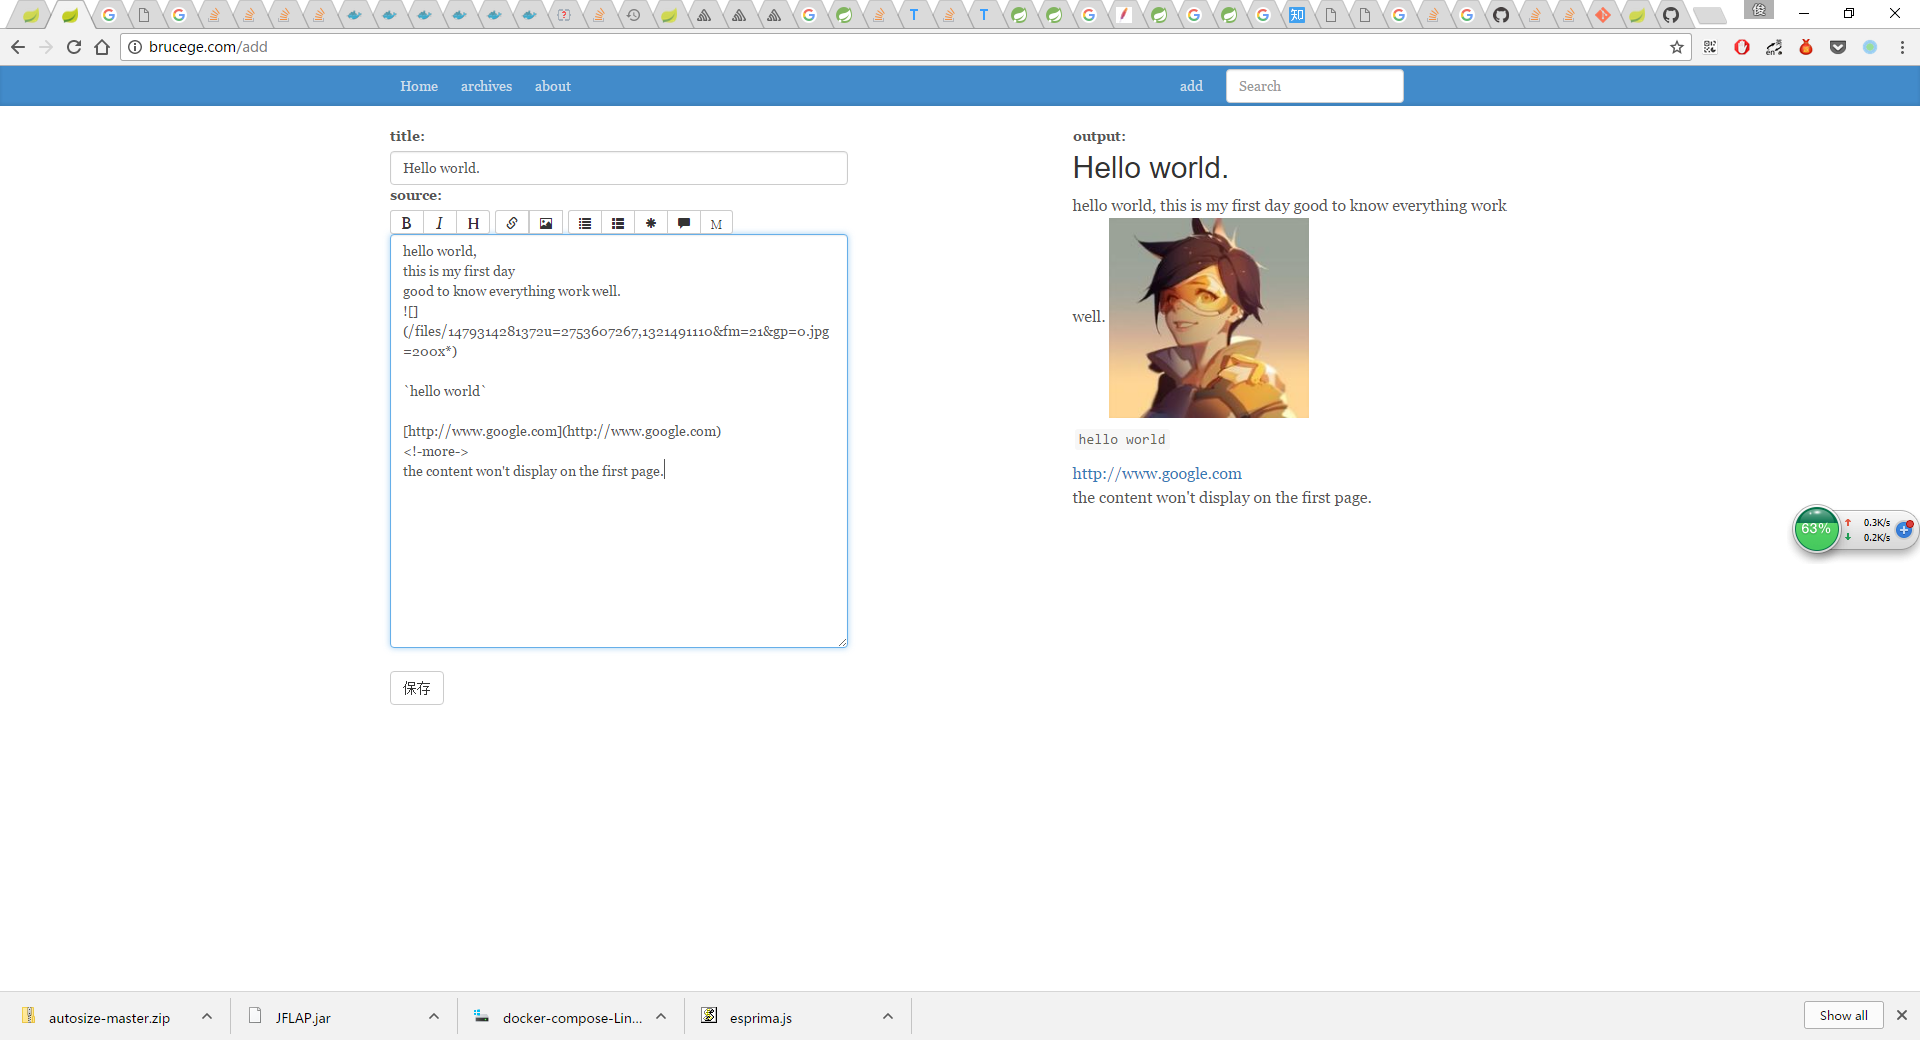 俊
brucege.com/add
en
Home archives about add Search
title:
Hello world.
source:
B I H M
hello world,
this is my first day
good to know everything work well.
![]
(/files/1479314281372u=2753607267,1321491110&fm=21&gp=0.jpg
=200x*)
`hello world`
[http://www.google.com](http://www.google.com)
<!-more->
the content won't display on the first page.
保存
output:
Hello world.
hello world, this is my first day good to know everything work
well.
hello world
http://www.google.com
the content won't display on the first page.
63%
0.3K/s
0.2K/s
autosize-master.zip
JFLAP.jar
docker-compose-Lin...
esprima.js
Show all